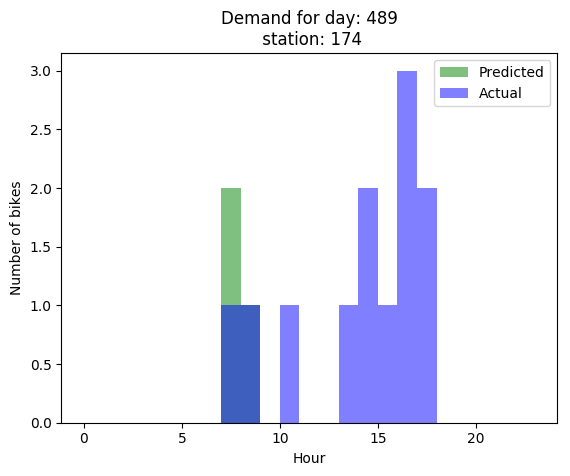 Demand for day: 489
station: 174
Predicted
Actual
Number of bikes
3.0
2.5
2.0
1.5
1.0
0.5
0.0
0
5
10
15
20
Hour